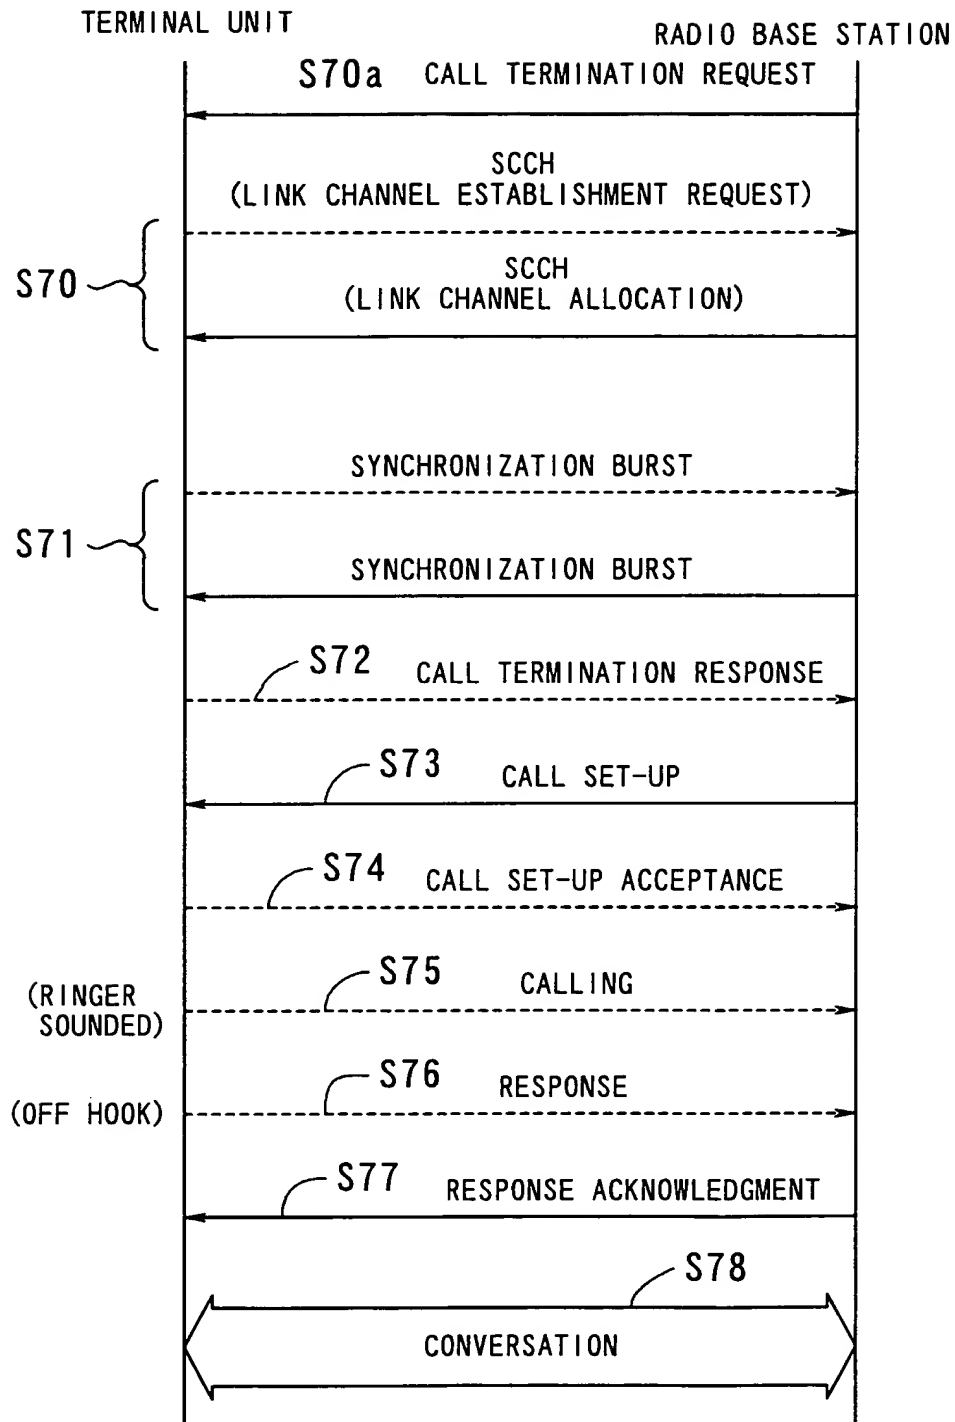 TERMINAL UNIT
RADIO BASE STATION
S70a CALL TERMINATION REQUEST
SCCH
(LINK CHANNEL ESTABLISHMENT REQUEST)
S70
SCCH
(LINK CHANNEL ALLOCATION)
SYNCHRONIZATION BURST
S71
SYNCHRONIZATION BURST
S72 CALL TERMINATION RESPONSE
S73 CALL SET-UP
S74 CALL SET-UP ACCEPTANCE
S75 CALLING
(RINGER
SOUNDED)
S76 RESPONSE
(OFF HOOK)
S77 RESPONSE ACKNOWLEDGMENT
S78
CONVERSATION